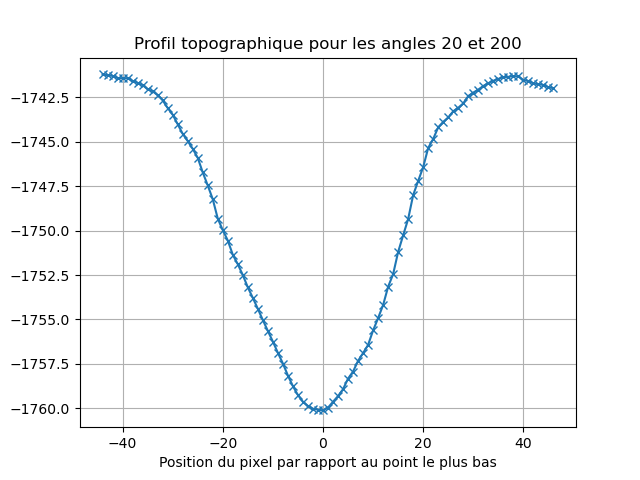 Profil topographique pour les angles 20 et 200
−1742.5
−1745.0
−1747.5
−1750.0
−1752.5
−1755.0
−1757.5
−1760.0
−40 −20 0 20 40
Position du pixel par rapport au point le plus bas